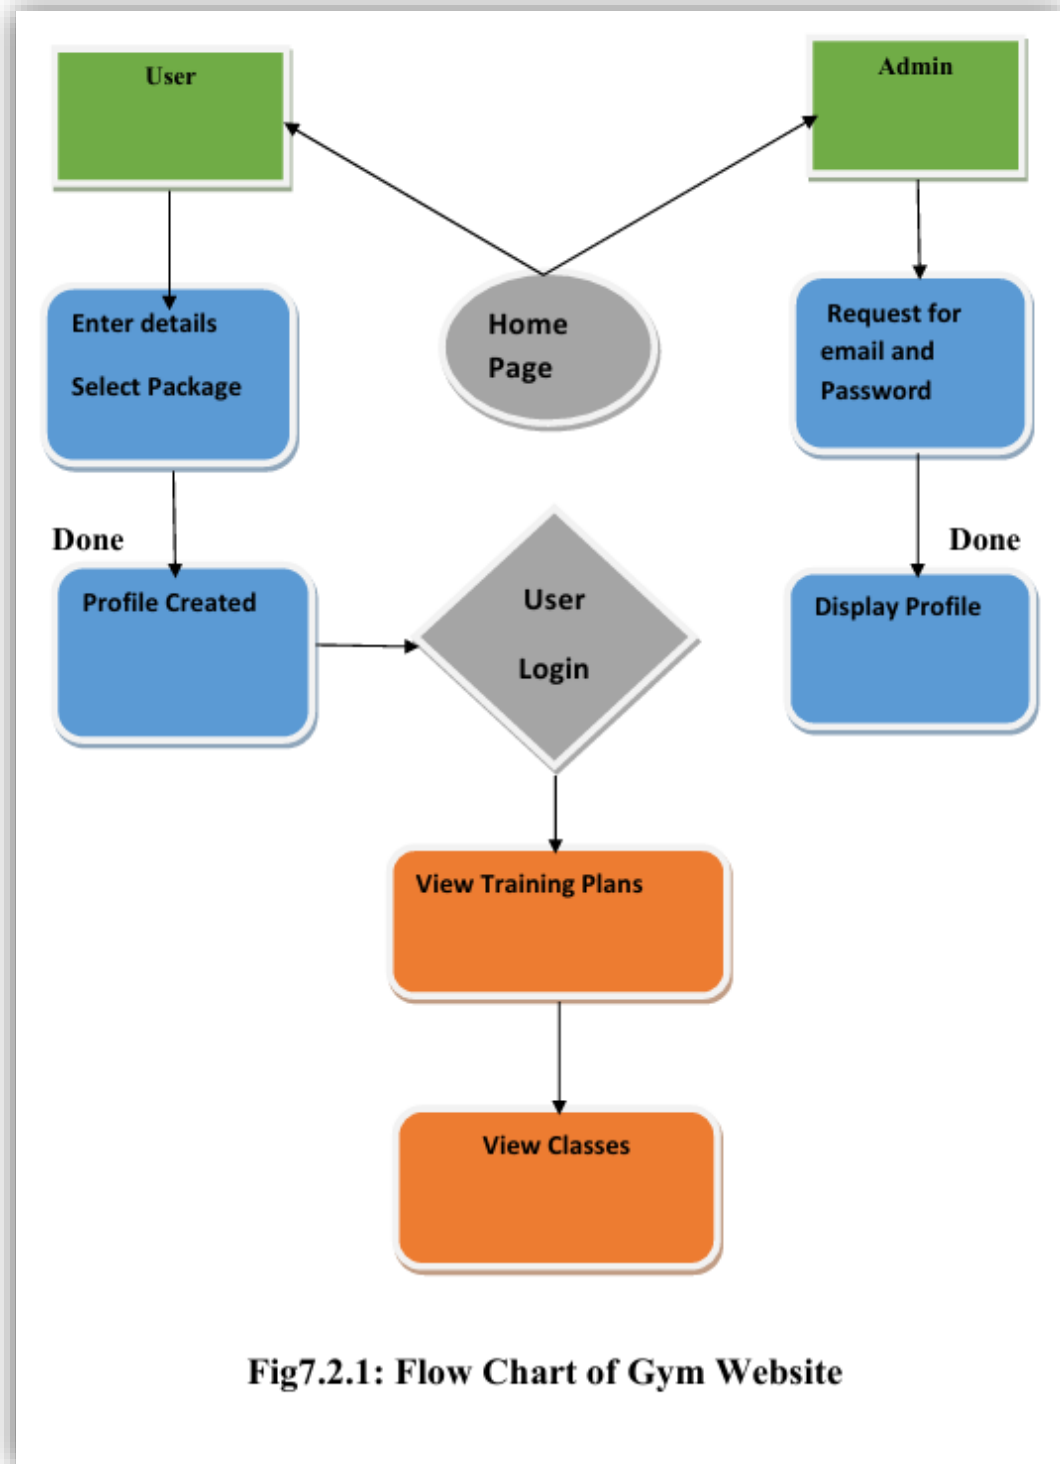 User
Admin
Home
Page
Enter details
Select Package
Request for
email and
Password
Done
Done
Profile Created
User
Login
Display Profile
View Training Plans
View Classes
Fig7.2.1: Flow Chart of Gym Website